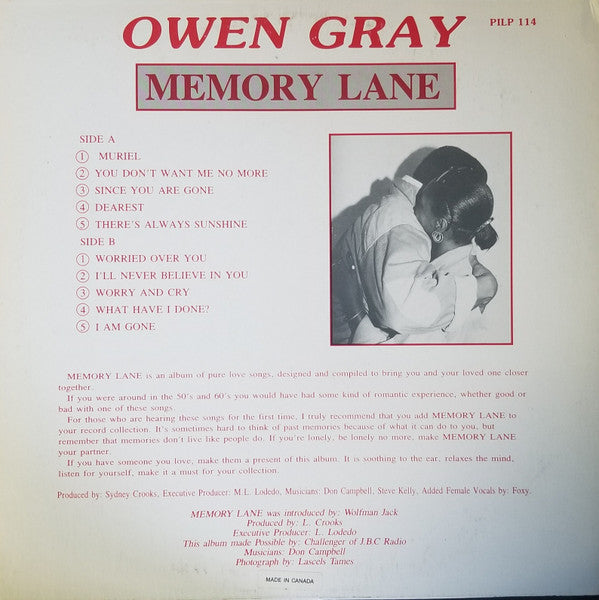 OWEN GRAY
PILP 114
MEMORY LANE
SIDE A
1 MURIEL
2 YOU DON'T WANT ME NO MORE
3 SINCE YOU ARE GONE
4 DEAREST
5 THERE'S ALWAYS SUNSHINE
SIDE B
1 WORRIED OVER YOU
2 I'LL NEVER BELIEVE IN YOU
3 WORRY AND CRY
4 WHAT HAVE I DONE?
5 I AM GONE
MEMORY LANE is an album of pure love songs, designed and compiled to bring you and your loved one closer
together.
If you were around in the 50's and 60's you would have had some kind of romantic experience, whether good or
bad with one of these songs.
For those who are hearing these songs for the first time, I truly recommend that you add MEMORY LANE to
your record collection. It's sometimes hard to think of past memories because of what it can do to you, but
remember that memories don't live like people do. If you're lonely, be lonely no more, make MEMORY LANE
your partner.
If you have someone you love, make them a present of this album. It is soothing to the ear, relaxes the mind,
listen for yourself, make it a must for your collection.
Produced by: Sydney Crooks, Executive Producer: M.L. Lodedo, Musicians: Don Campbell, Steve Kelly, Added Female Vocals by: Foxy.
MEMORY LANE was introduced by: Wolfman Jack
Produced by: L. Crooks
Executive Producer: L. Lodedo
This album made Possible by: Challenger of J.B.C Radio
Musicians: Don Campbell
Photograph by: Lascels Tames
MADE IN CANADA